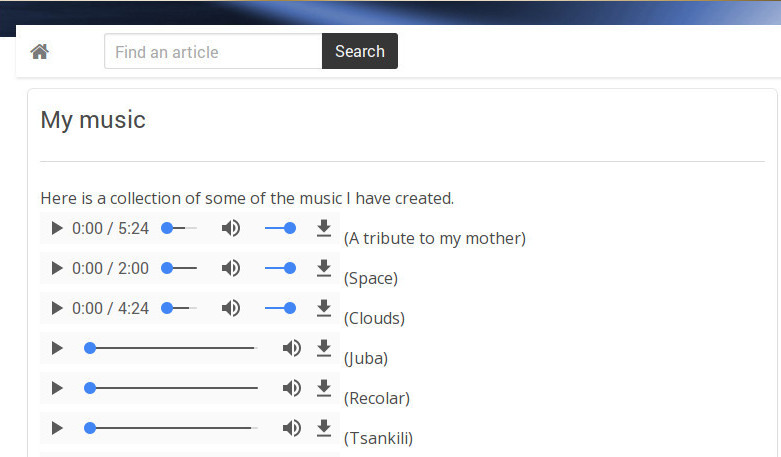 Find an article Search
My music
Here is a collection of some of the music I have created.
0:00 / 5:24 (A tribute to my mother)
0:00 / 2:00 (Space)
0:00 / 4:24 (Clouds)
(Juba)
(Recolar)
(Tsankili)